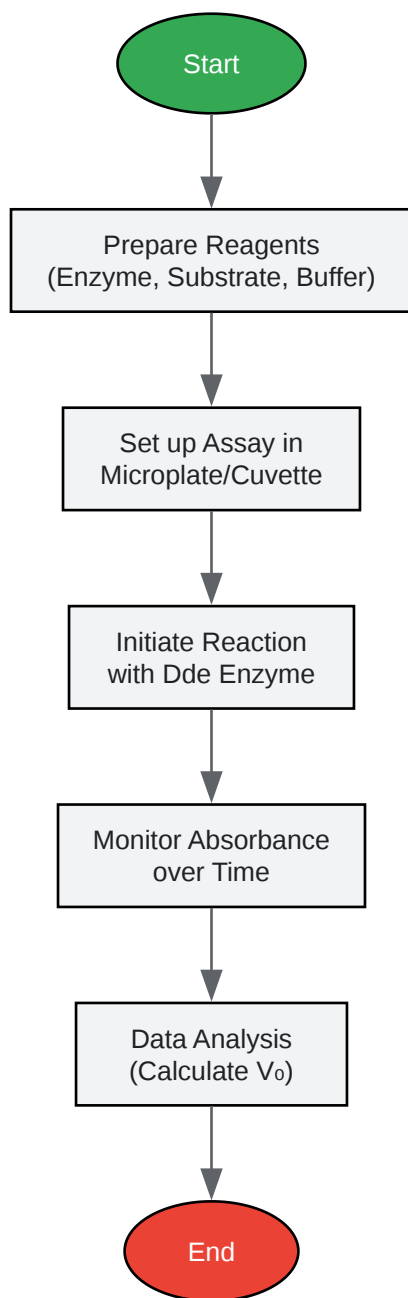 Start
Prepare Reagents
(Enzyme, Substrate, Buffer)
Set up Assay in
Microplate/Cuvette
Initiate Reaction
with Dde Enzyme
Monitor Absorbance
over Time
Data Analysis
(Calculate V₀)
End